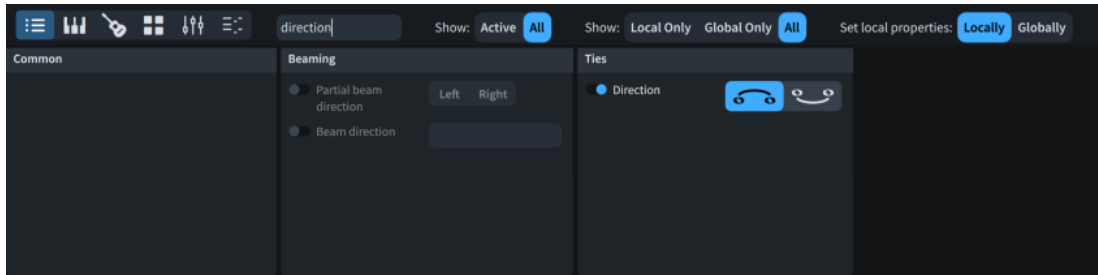 direction
Show: Active All
Show: Local Only Global Only All
Set local properties: Locally Globally
Common
Beaming
Partial beam
direction
Left Right
Beam direction
Ties
Direction